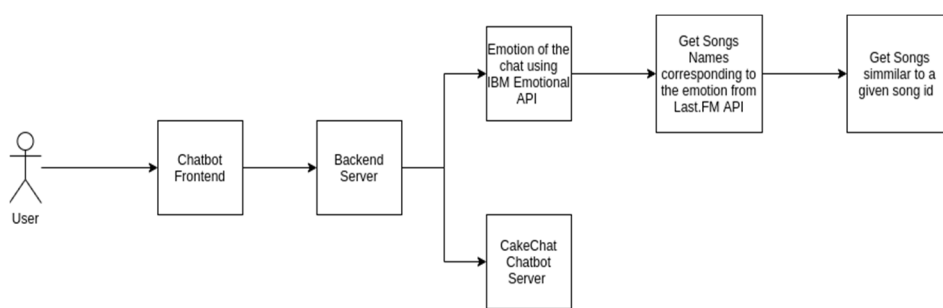 User
Chatbot
Frontend
Backend
Server
Emotion of the
chat using
IBM Emotional
API
Get Songs
Names
corresponding to
the emotion from
Last.FM API
Get Songs
simmilar to a
given song id
CakeChat
Chatbot
Server